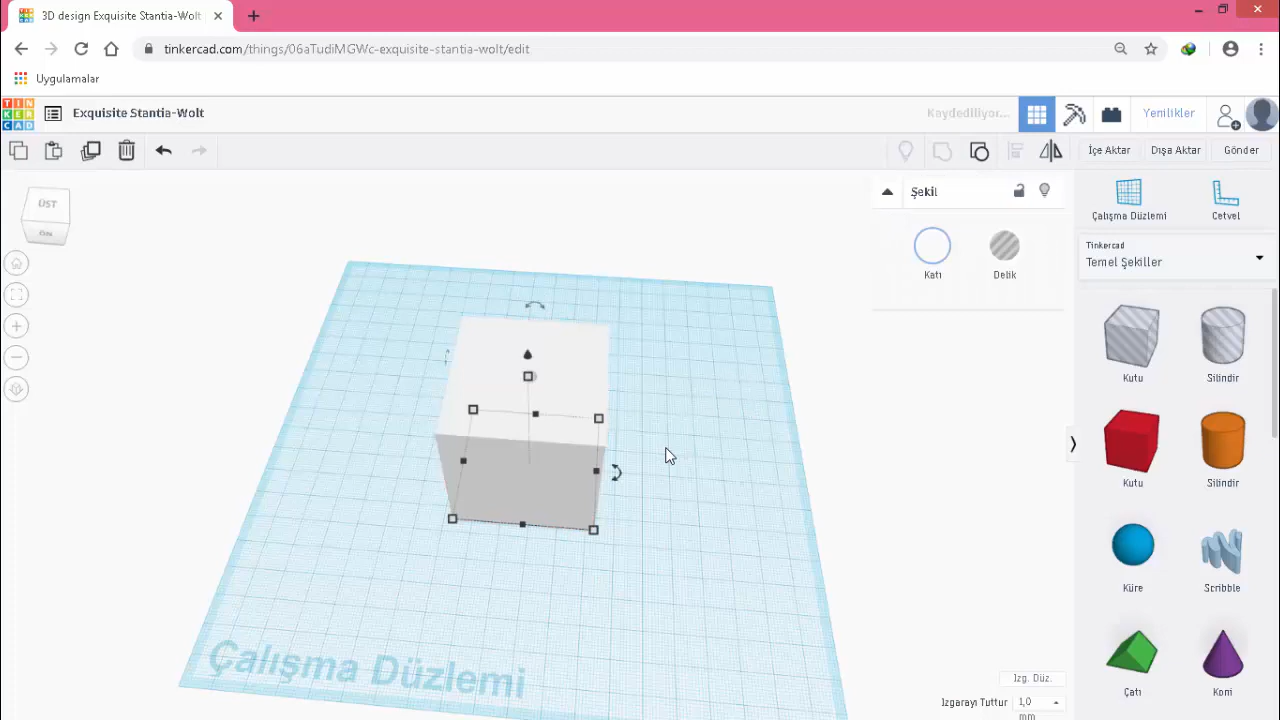 3D design Exquisite Stantia-Wolt
tinkercad.com/things/06aTudiMGWc-exquisite-stantia-wolt/edit
Uygulamalar
TIN
KER
CAD
Exquisite Stantia-Wolt
Kaydediliyor...
Yenilikler
İçe Aktar
Dışa Aktar
Gönder
ÜST
ÖN
Şekil
Katı
Delik
Çalışma Düzlemi
Cetvel
Tinkercad
Temel Şekiller
Kutu
Silindir
Kutu
Silindir
Küre
Scribble
Çatı
Koni
Çalışma Düzlemi
Izg. Düz.
Izgarayı Tuttur
1,0
mm